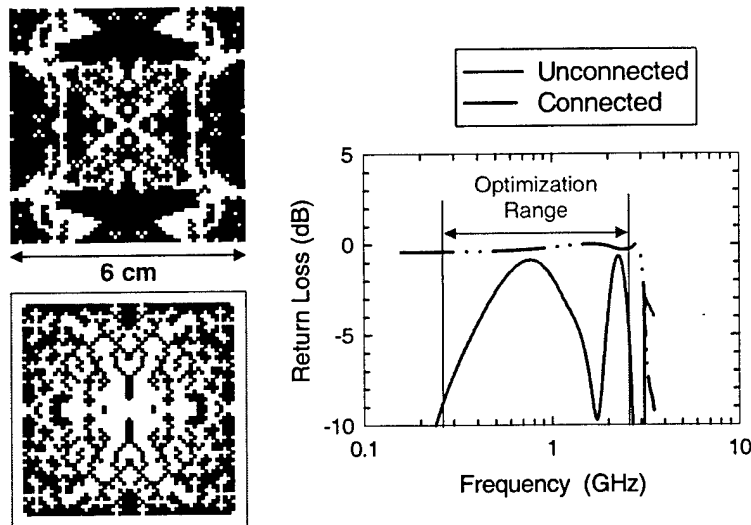 6 cm
Unconnected
Connected
5
0
-5
-10
Return Loss (dB)
Optimization
Range
0.1
1
10
Frequency (GHz)